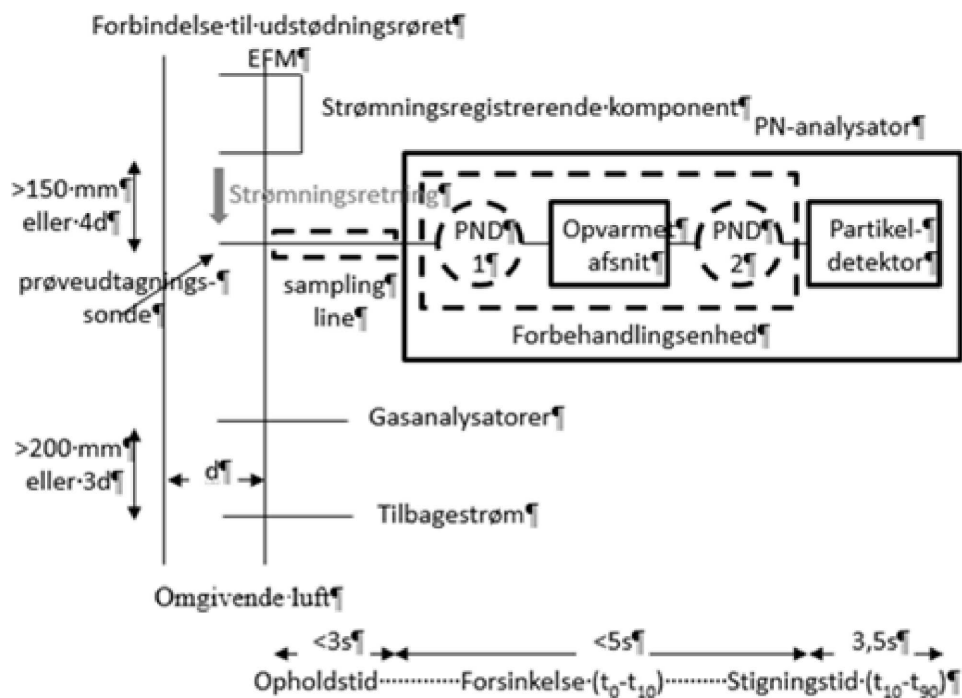 Forbindelse·til·udstødningsrøret¶
EFM¶
Strømningsregistrerende·komponent¶
PN-analysator¶
>150·mm¶
eller·4d¶
Strømningsretning¶
PND¶
1¶
Opvarmet¶
afsnit¶
PND¶
2¶
Partikel-¶
detektor¶
prøveudtagnings-¶
sonde¶
sampling¶
line¶
Forbehandlingsenhed¶
Gasanalysatorer¶
>200·mm¶
eller·3d¶
d¶
Tilbagestrøm¶
Omgivende·luft¶
<3s¶ <5s¶ 3,5s¶
Opholdstid············Forsinkelse·(t₀-t₁₀)··········Stigningstid·(t₁₀-t₉₀)¶